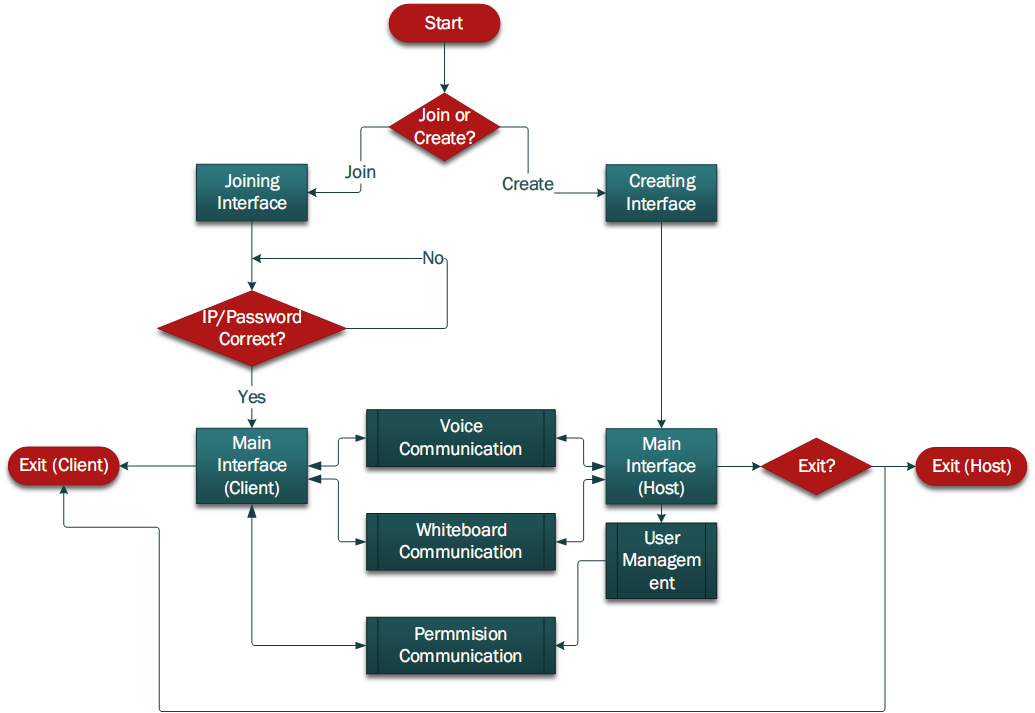 Start
Join or
Create?
Join
Create
Joining
Interface
Creating
Interface
No
IP/Password
Correct?
Yes
Voice
Communication
Main
Interface
(Client)
Main
Interface
(Host)
Exit (Client)
Exit?
Exit (Host)
Whiteboard
Communication
User
Managem
ent
Permmision
Communication